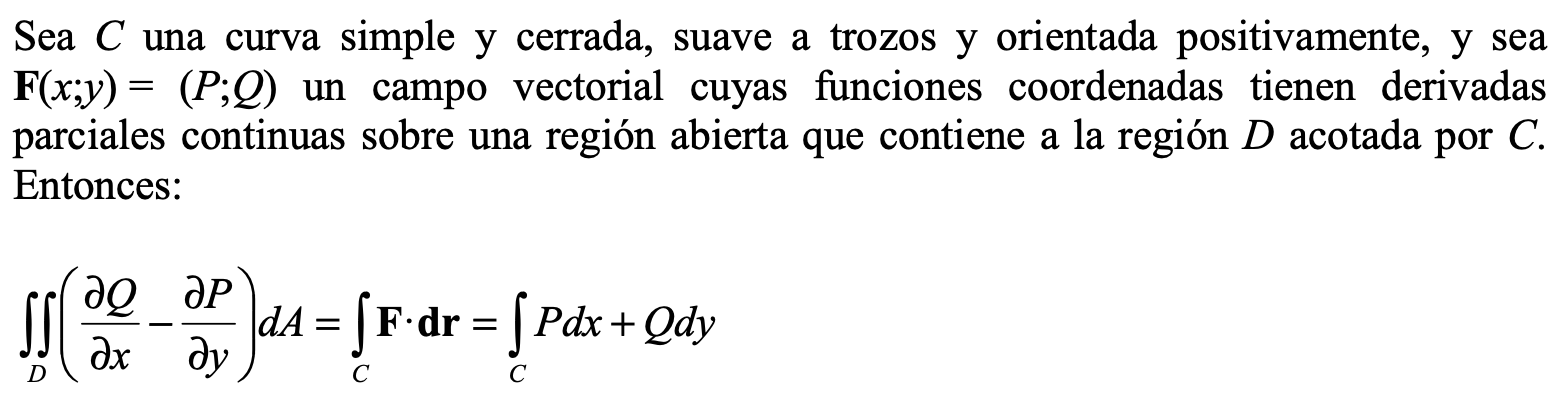 Sea C una curva simple y cerrada, suave a trozos y orientada positivamente, y sea
F(x;y) = (P;Q) un campo vectorial cuyas funciones coordenadas tienen derivadas
parciales continuas sobre una región abierta que contiene a la región D acotada por C.
Entonces:
∬_D (∂Q/∂x − ∂P/∂y) dA = ∫_C F·dr = ∫_C Pdx + Qdy